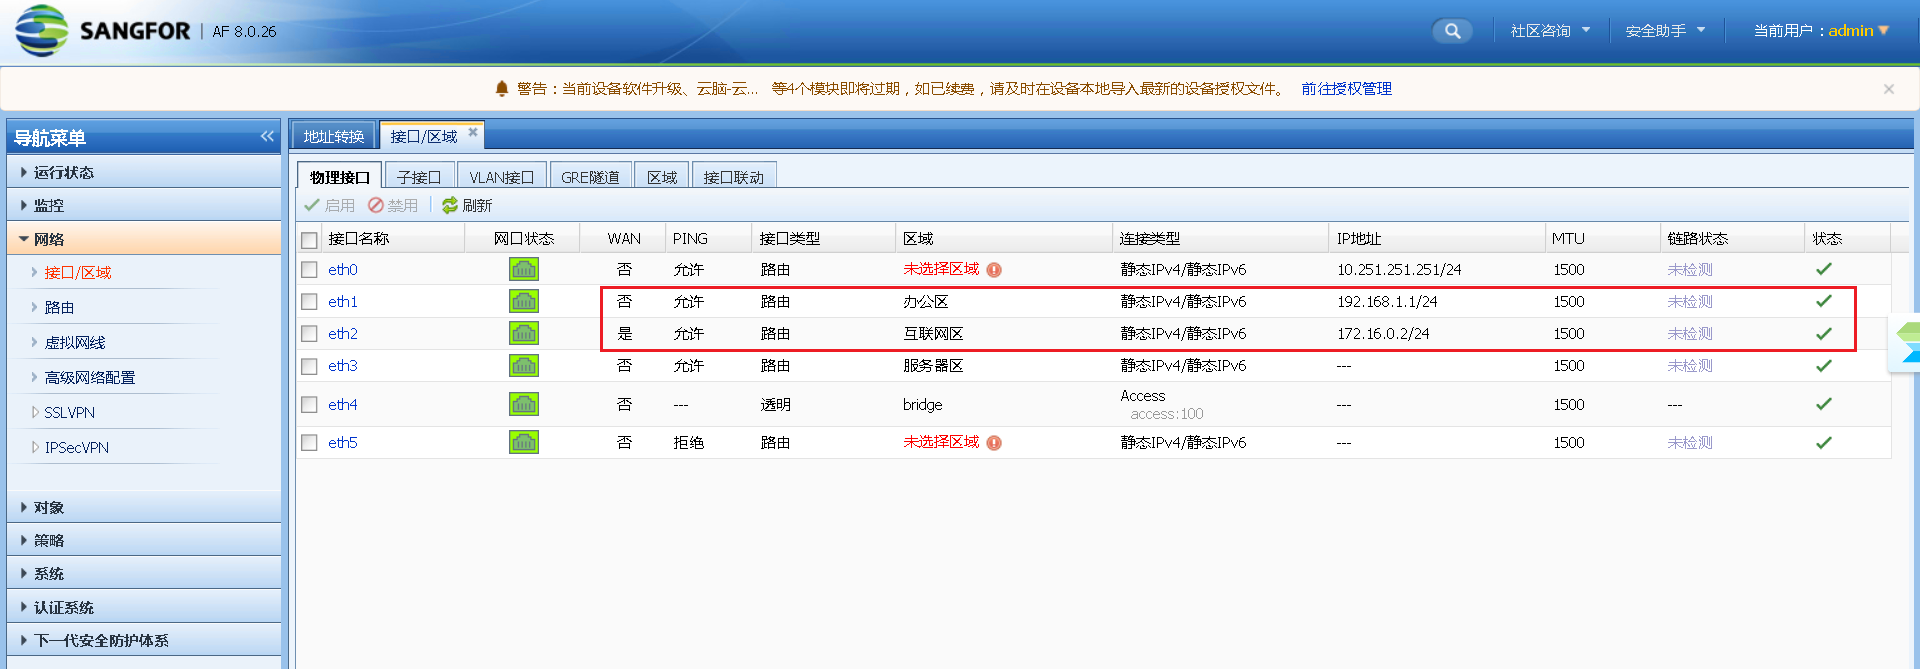 SANGFOR | AF 8.0.26
社区咨询 安全助手 当前用户：admin
警告：当前设备软件升级、云脑-云... 等4个模块即将过期，如已续费，请及时在设备本地导入最新的设备授权文件。 前往授权管理
导航菜单
运行状态
监控
网络
接口/区域
路由
虚拟网线
高级网络配置
SSLVPN
IPSecVPN
对象
策略
系统
认证系统
下一代安全防护体系
地址转换 接口/区域
物理接口 子接口 VLAN接口 GRE隧道 区域 接口联动
启用 禁用 刷新
接口名称 网口状态 WAN PING 接口类型 区域 连接类型 IP地址 MTU 链路状态 状态
eth0 否 允许 路由 未选择区域 静态IPv4/静态IPv6 10.251.251.251/24 1500 未检测
eth1 否 允许 路由 办公区 静态IPv4/静态IPv6 192.168.1.1/24 1500 未检测
eth2 是 允许 路由 互联网区 静态IPv4/静态IPv6 172.16.0.2/24 1500 未检测
eth3 否 允许 路由 服务器区 静态IPv4/静态IPv6 --- 1500 未检测
eth4 否 --- 透明 bridge Access --- 1500 ---
access:100
eth5 否 拒绝 路由 未选择区域 静态IPv4/静态IPv6 --- 1500 未检测